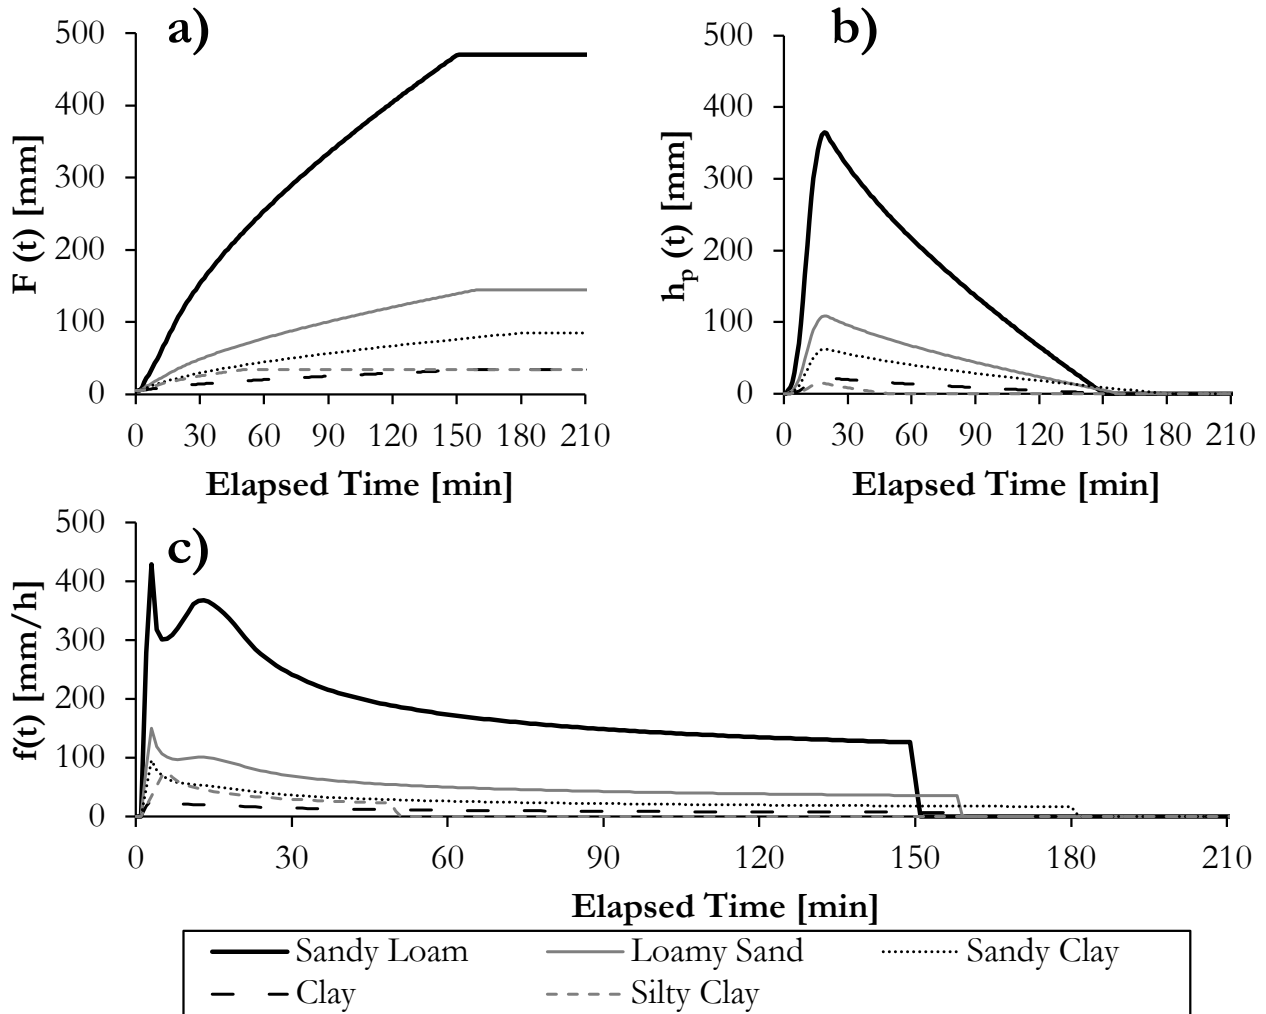 a)
500
400
300
200
100
0
F (t) [mm]
0 30 60 90 120 150 180 210
Elapsed Time [min]
b)
500
400
300
200
100
0
hp (t) [mm]
0 30 60 90 120 150 180 210
Elapsed Time [min]
c)
500
400
300
200
100
0
f(t) [mm/h]
0 30 60 90 120 150 180 210
Elapsed Time [min]
Sandy Loam Loamy Sand Sandy Clay
Clay Silty Clay